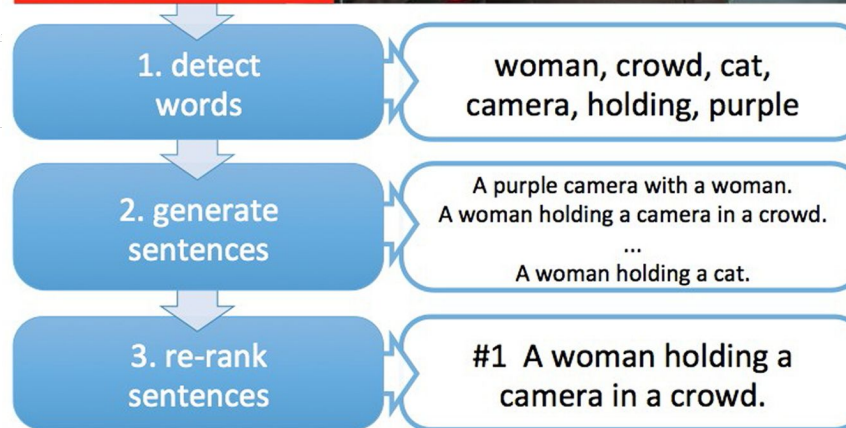 1. detect
words
woman, crowd, cat,
camera, holding, purple
2. generate
sentences
A purple camera with a woman.
A woman holding a camera in a crowd.
...
A woman holding a cat.
3. re-rank
sentences
#1 A woman holding a
camera in a crowd.